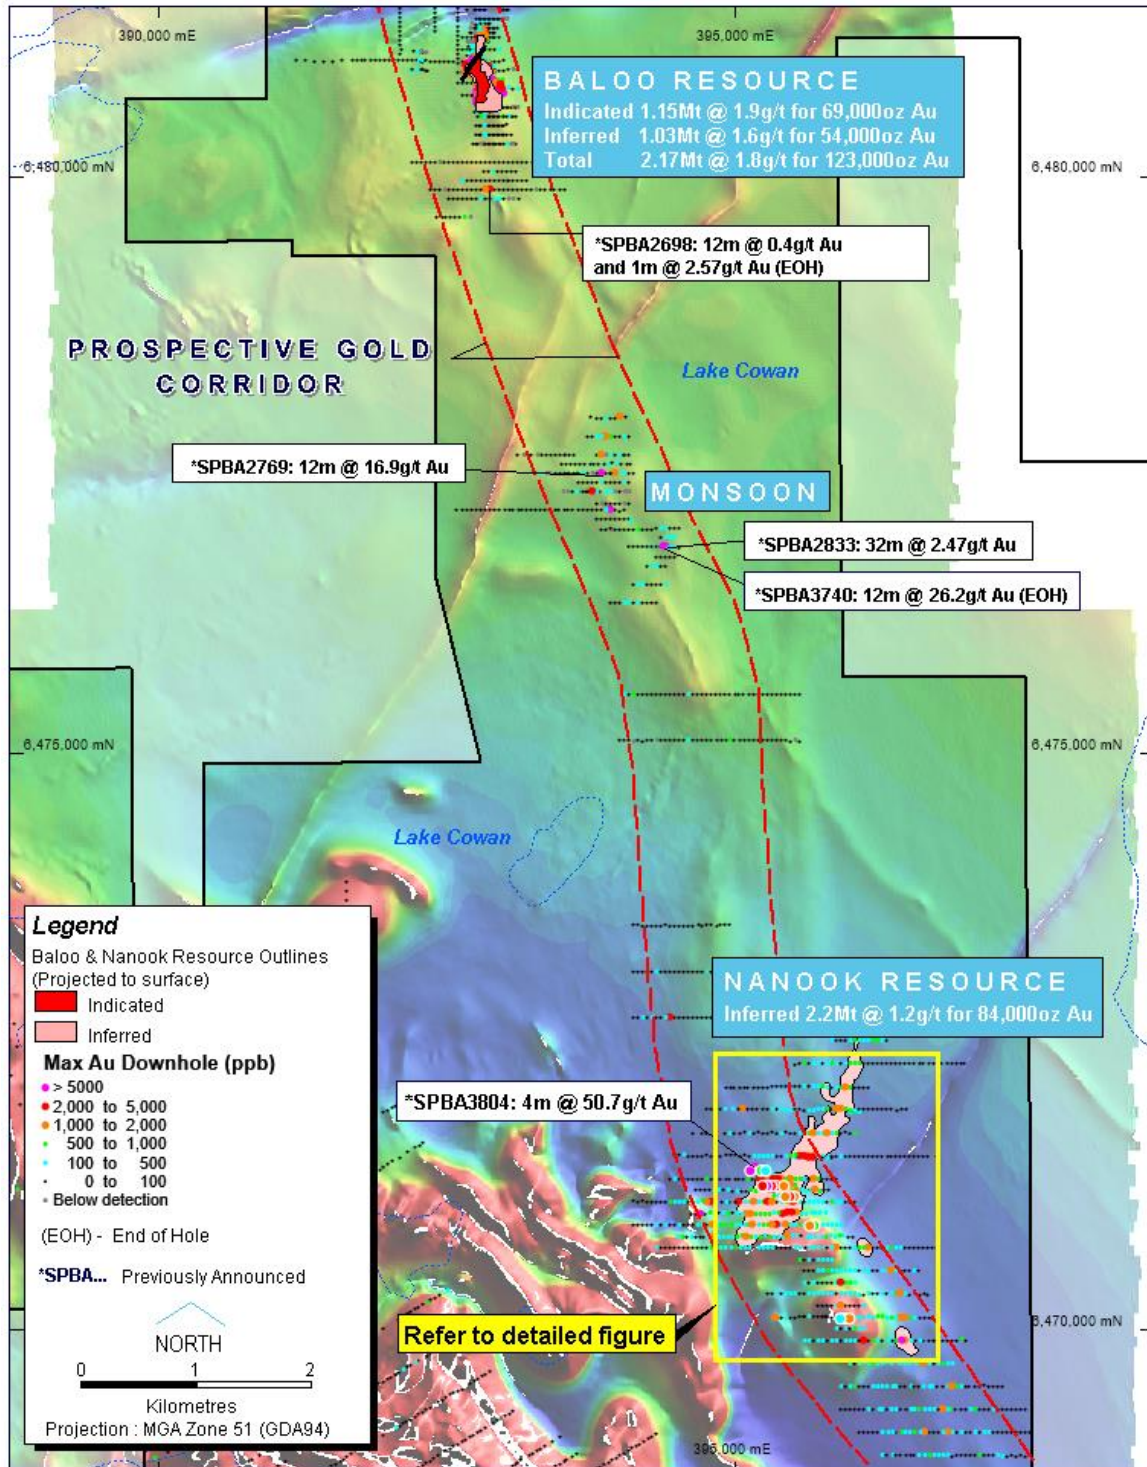 390,000 mE
395,000 mE
BALOO RESOURCE
Indicated 1.15Mt @ 1.9g/t for 69,000oz Au
Inferred 1.03Mt @ 1.6g/t for 54,000oz Au
Total 2.17Mt @ 1.8g/t for 123,000oz Au
6,480,000 mN
6,480,000 mN
*SPBA2698: 12m @ 0.4g/t Au
and 1m @ 2.57g/t Au (EOH)
PROSPECTIVE GOLD
CORRIDOR
Lake Cowan
*SPBA2769: 12m @ 16.9g/t Au
MONSOON
*SPBA2833: 32m @ 2.47g/t Au
*SPBA3740: 12m @ 26.2g/t Au (EOH)
6,475,000 mN
6,475,000 mN
Lake Cowan
NANOOK RESOURCE
Inferred 2.2Mt @ 1.2g/t for 84,000oz Au
*SPBA3804: 4m @ 50.7g/t Au
Legend
Baloo & Nanook Resource Outlines
(Projected to surface)
Indicated
Inferred
Max Au Downhole (ppb)
> 5000
2,000 to 5,000
1,000 to 2,000
500 to 1,000
100 to 500
0 to 100
Below detection
(EOH) - End of Hole
*SPBA... Previously Announced
NORTH
0 1 2
Kilometres
Projection : MGA Zone 51 (GDA94)
Refer to detailed figure
6,470,000 mN
395,000 mE